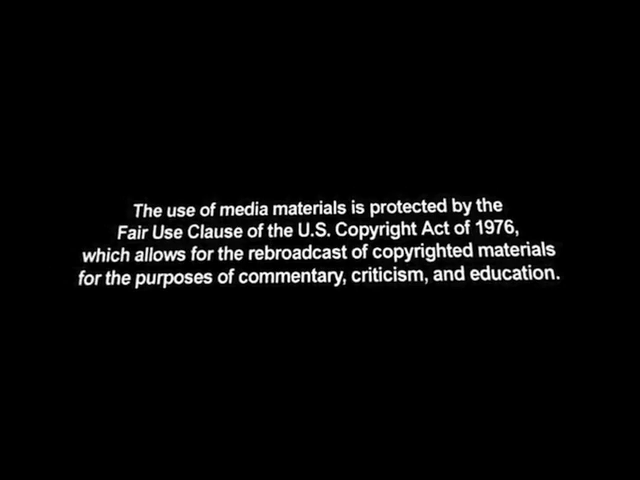 The use of media materials is protected by the
Fair Use Clause of the U.S. Copyright Act of 1976,
which allows for the rebroadcast of copyrighted materials
for the purposes of commentary, criticism, and education.